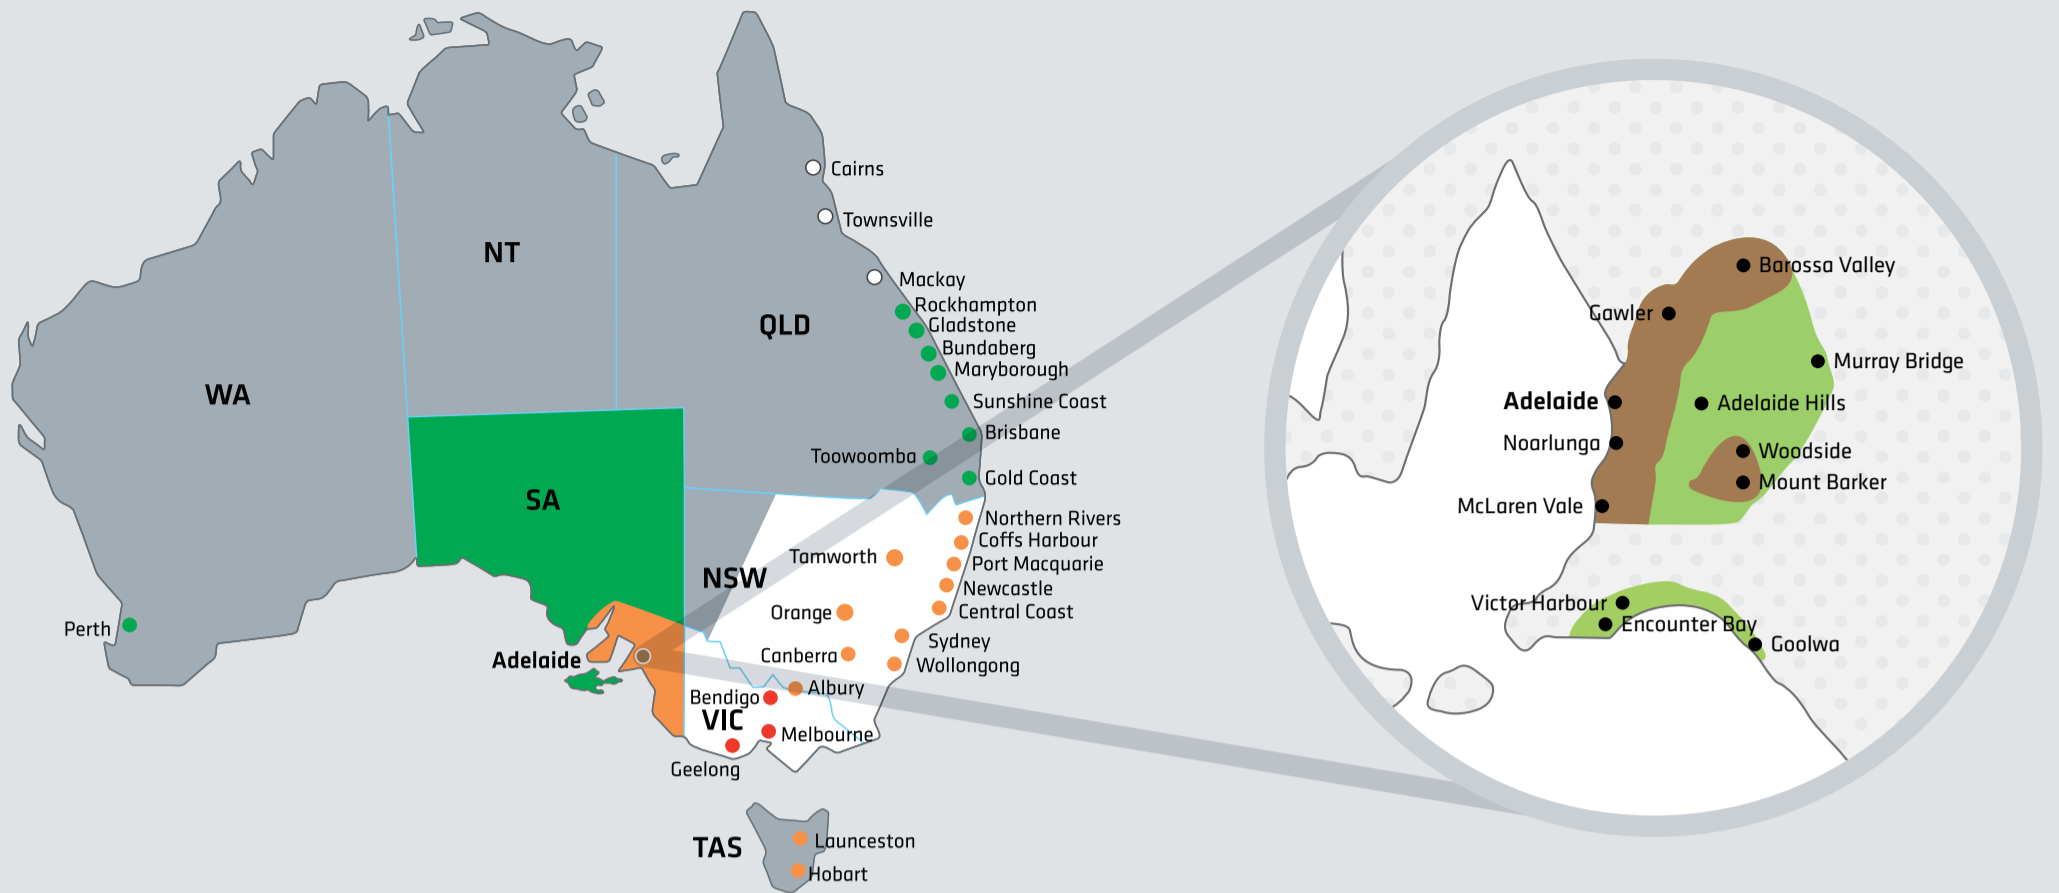 Cairns
Townsville
NT
Mackay
Rockhampton
QLD
Gladstone
Bundaberg
Maryborough
WA
Sunshine Coast
Brisbane
Toowoomba
Gold Coast
SA
Northern Rivers
Coffs Harbour
Tamworth
Port Macquarie
NSW
Newcastle
Orange
Central Coast
Perth
Sydney
Canberra
Adelaide
Wollongong
Albury
Bendigo
VIC
Melbourne
Geelong
TAS
Launceston
Hobart
Barossa Valley
Gawler
Murray Bridge
Adelaide
Adelaide Hills
Noarlunga
Woodside
Mount Barker
McLaren Vale
Victor Harbour
Encounter Bay
Goolwa